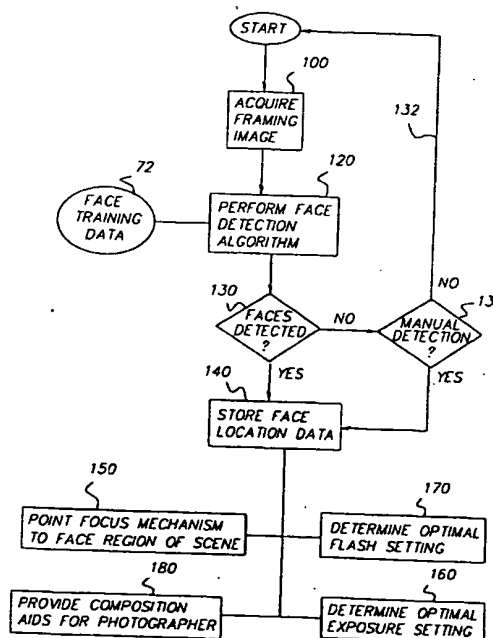 START
100
ACQUIRE
FRAMING
IMAGE
132
72
FACE
TRAINING
DATA
120
PERFORM FACE
DETECTION
ALGORITHM
130
FACES
DETECTED
?
NO
NO
13
MANUAL
DETECTION
?
YES
YES
140
STORE FACE
LOCATION DATA
150
POINT FOCUS MECHANISM
TO FACE REGION OF SCENE
170
DETERMINE OPTIMAL
FLASH SETTING
180
PROVIDE COMPOSITION
AIDS FOR PHOTOGRAPHER
160
DETERMINE OPTIMAL
EXPOSURE SETTING